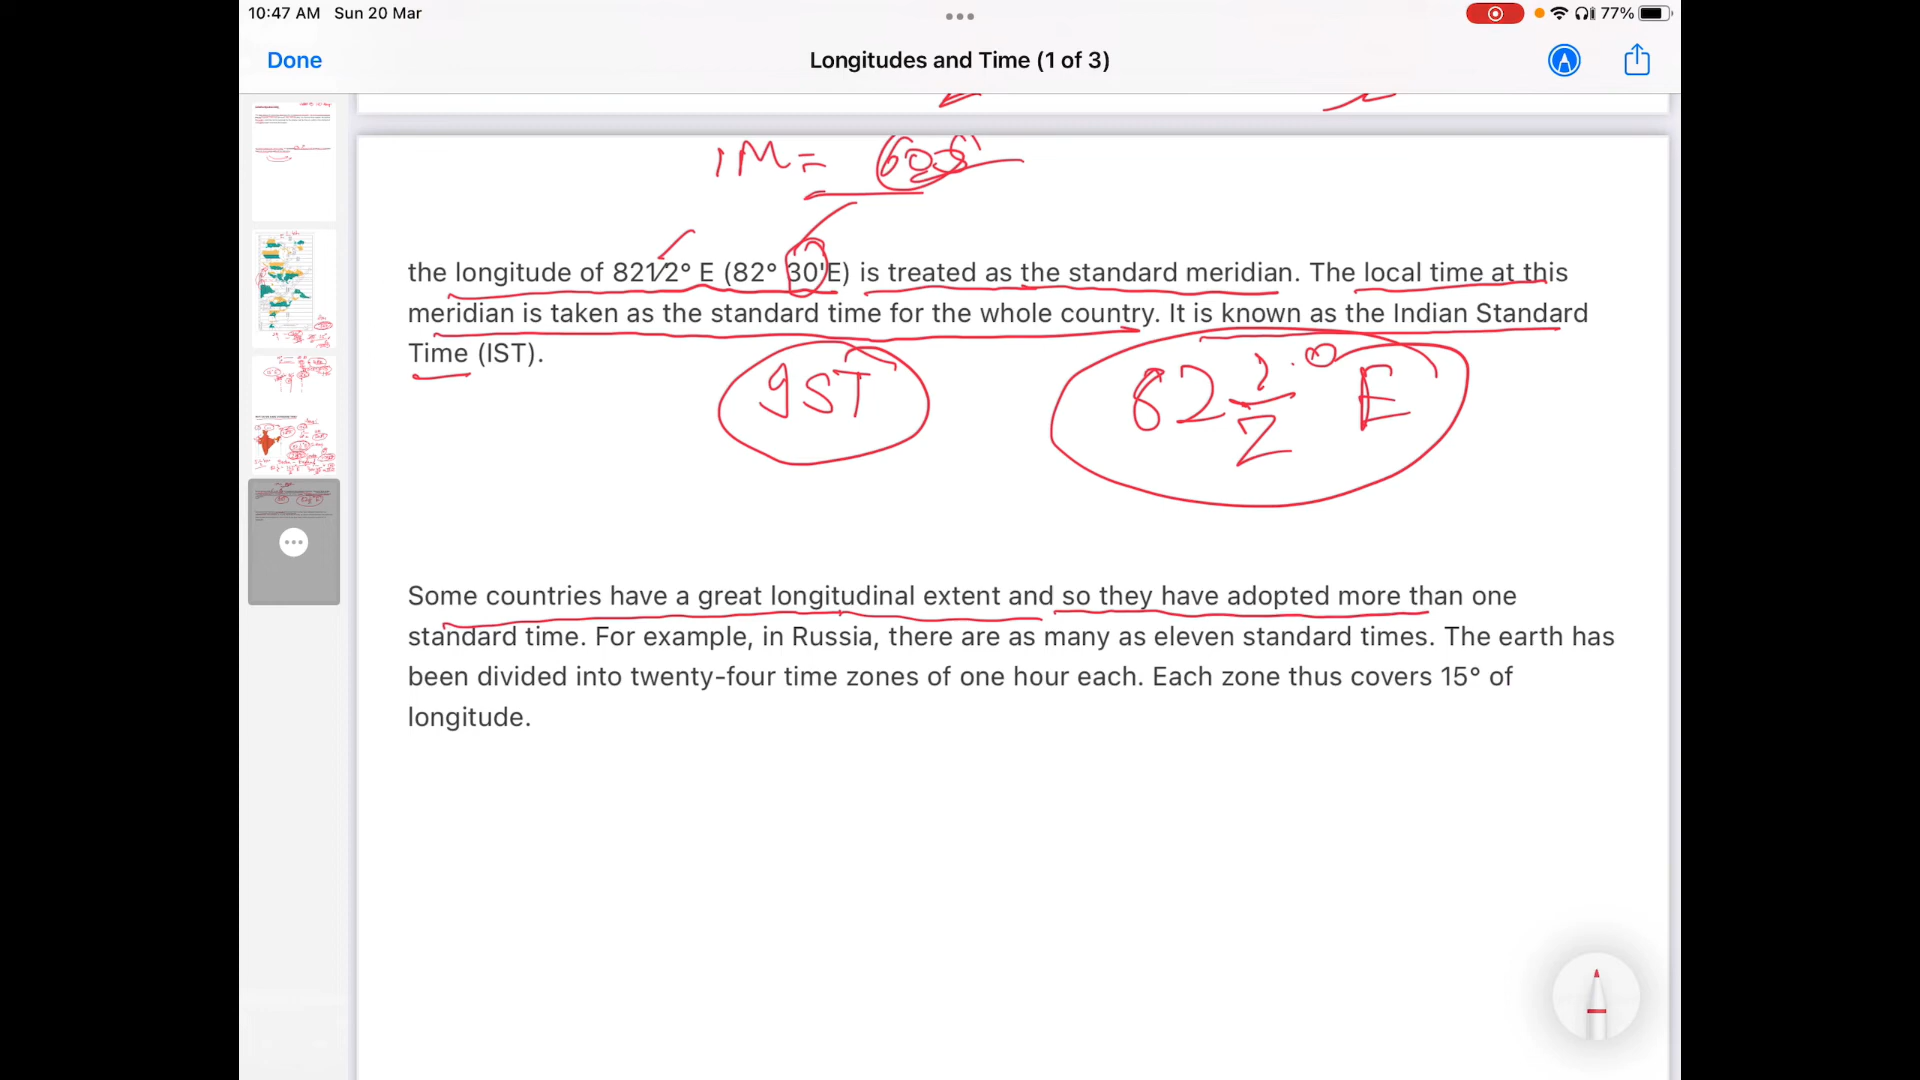 10:47 AM Sun 20 Mar
77%
Done
Longitudes and Time (1 of 3)
1M = 60S
the longitude of 821⁄2° E (82° 30'E) is treated as the standard meridian. The local time at this
meridian is taken as the standard time for the whole country. It is known as the Indian Standard
Time (IST).
IST
82 1/2° E
Some countries have a great longitudinal extent and so they have adopted more than one
standard time. For example, in Russia, there are as many as eleven standard times. The earth has
been divided into twenty-four time zones of one hour each. Each zone thus covers 15° of
longitude.